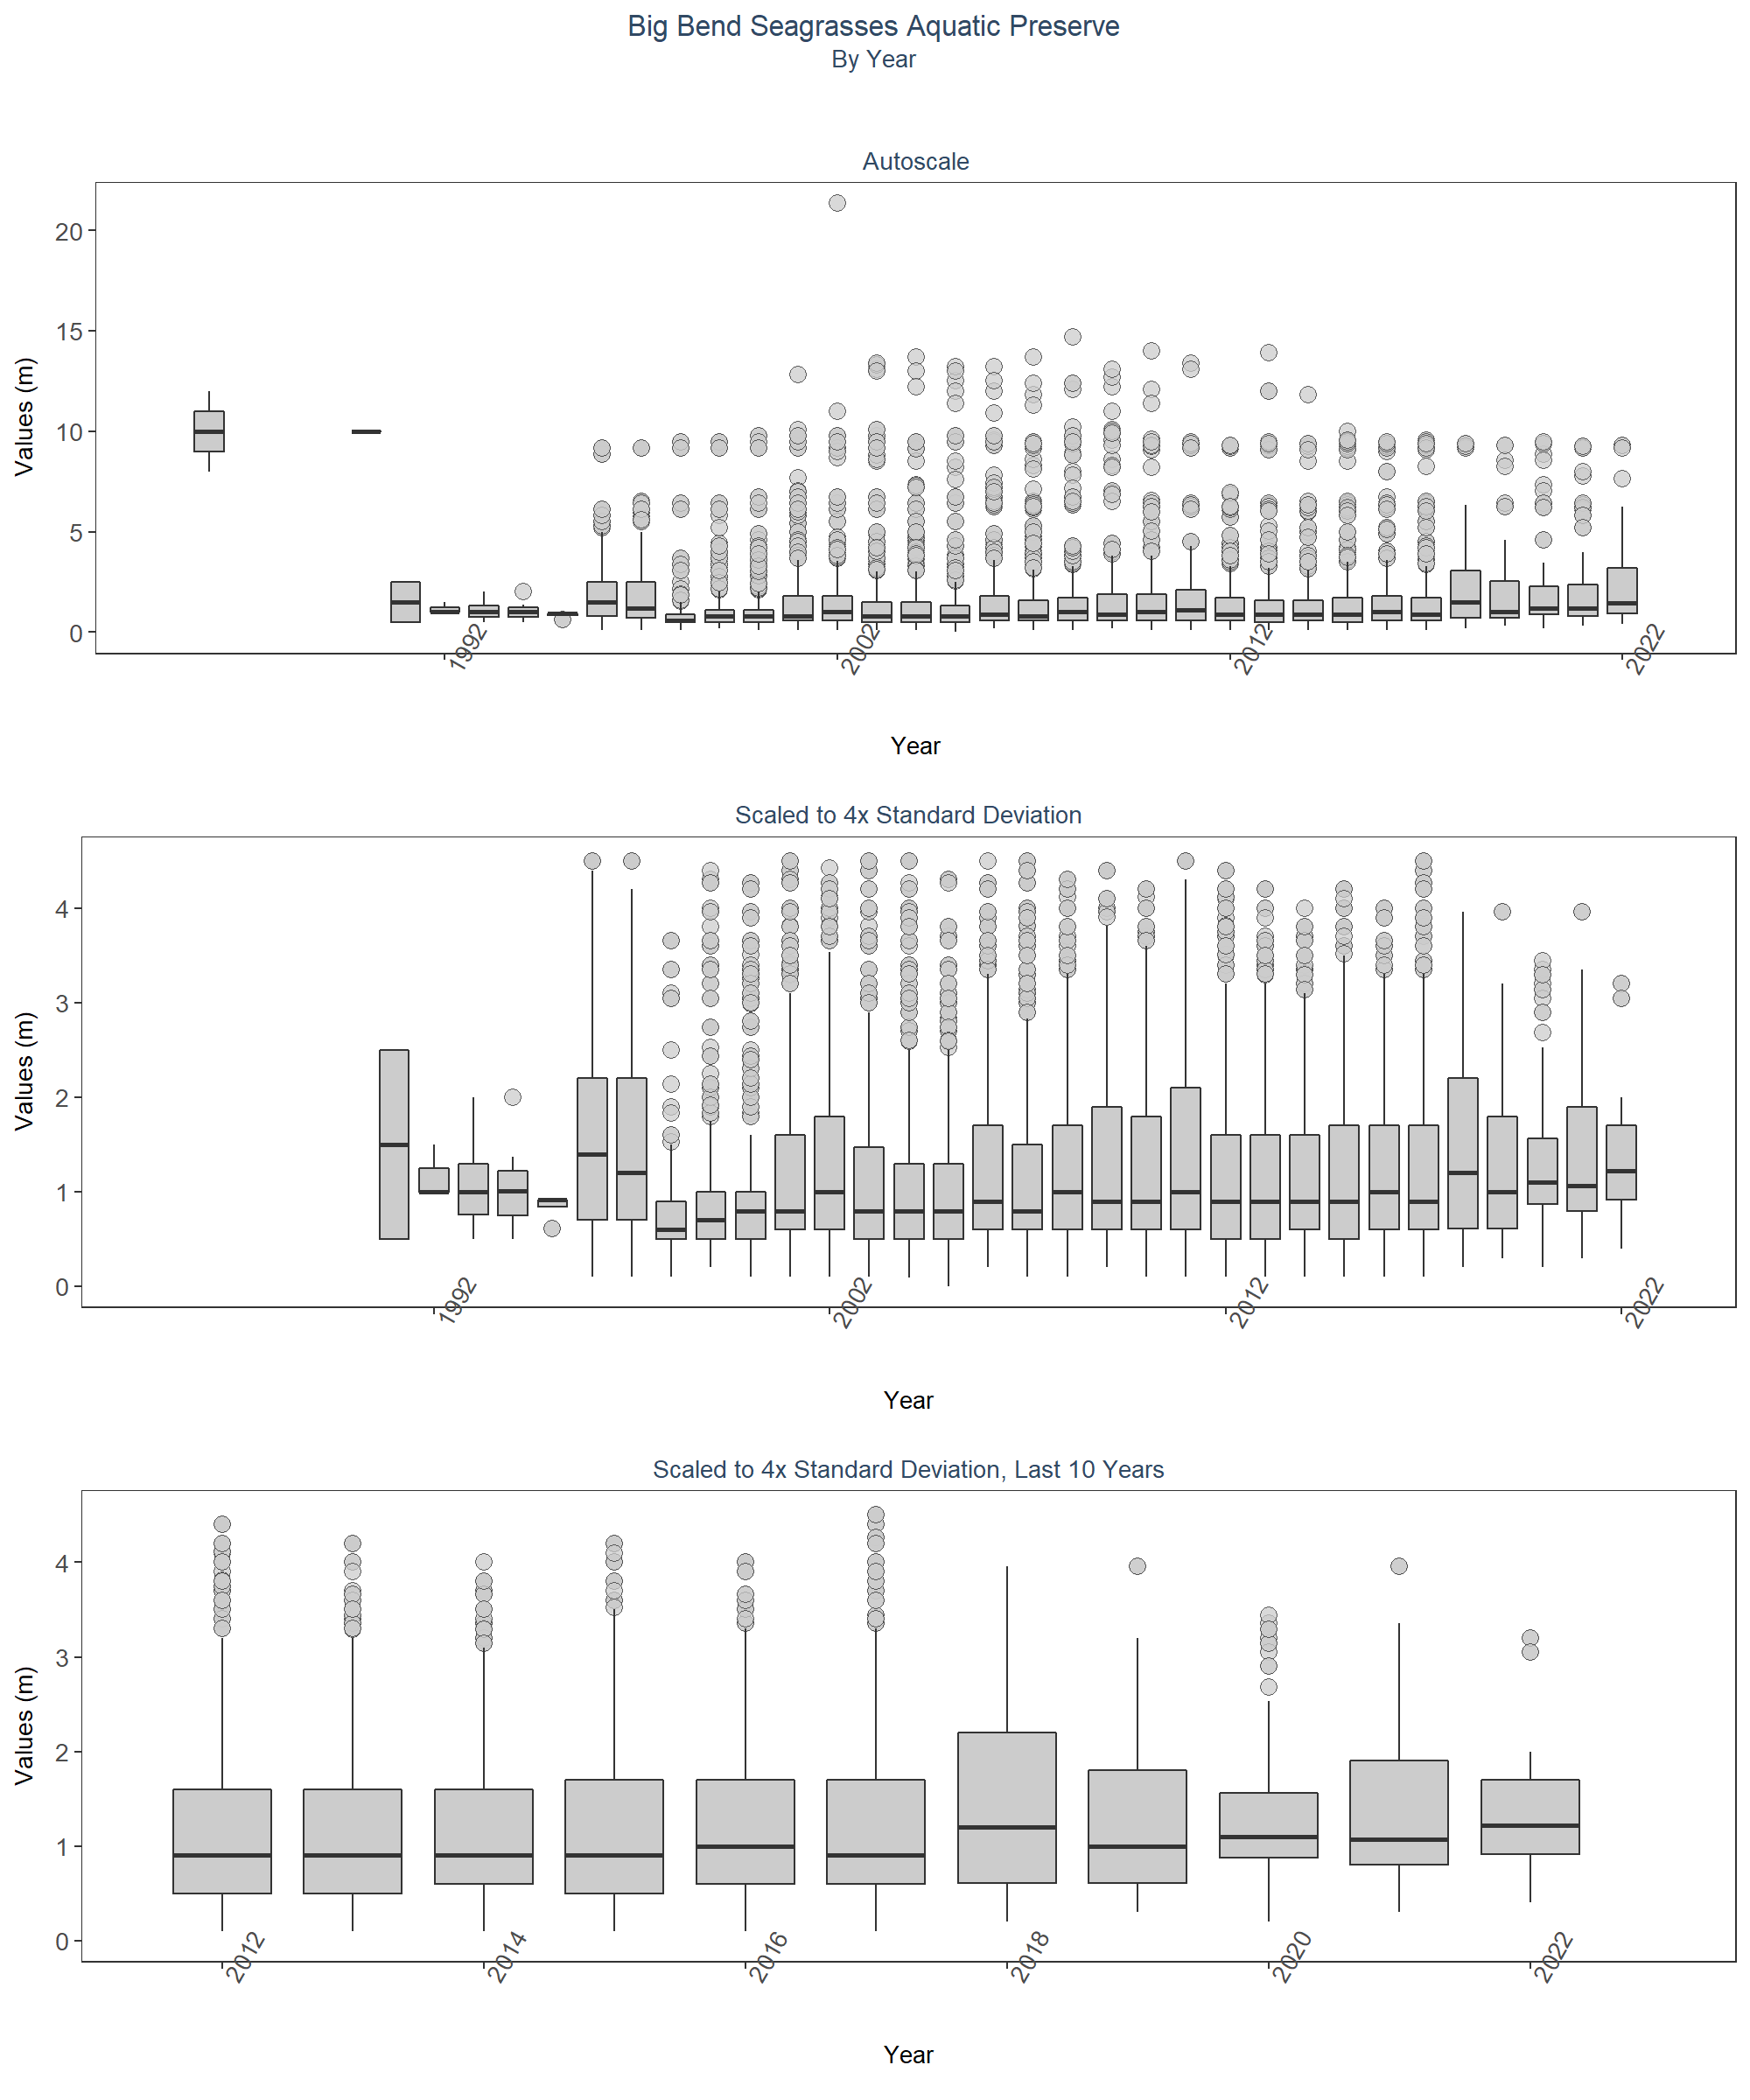 Big Bend Seagrasses Aquatic Preserve
By Year
Autoscale
Values (m)
20
15
10
5
0
1992
2002
2012
2022
Year
Scaled to 4x Standard Deviation
Values (m)
4
3
2
1
0
1992
2002
2012
2022
Year
Scaled to 4x Standard Deviation, Last 10 Years
Values (m)
4
3
2
1
0
2012
2014
2016
2018
2020
2022
Year